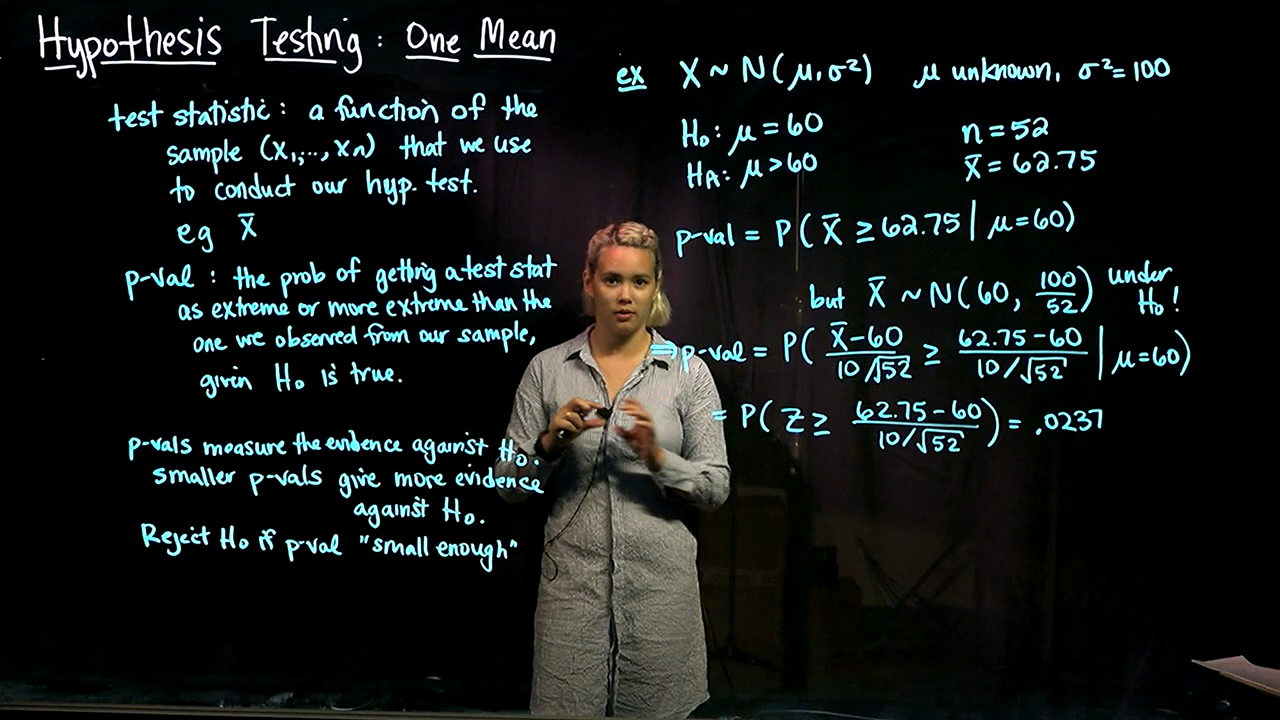 Hypothesis Testing: One Mean
test statistic: a function of the
sample (x₁,..., xₙ) that we use
to conduct our hyp. test.
eg X̄
p-val: the prob of getting a test stat
as extreme or more extreme than the
one we observed from our sample,
given H₀ is true.
p-vals measure the evidence against H₀.
smaller p-vals give more evidence
against H₀.
Reject H₀ if p-val "small enough"
ex X ~ N(μ, σ²) μ unknown, σ² = 100
H₀: μ = 60 n = 52
H_A: μ > 60 x̄ = 62.75
p-val = P(X̄ ≥ 62.75 | μ = 60)
but X̄ ~ N(60, 100/52) under H₀!
⇒ p-val = P( (X̄ - 60)/(10/√52) ≥ (62.75 - 60)/(10/√52) | μ = 60)
= P( Z ≥ (62.75 - 60)/(10/√52) ) = .0237